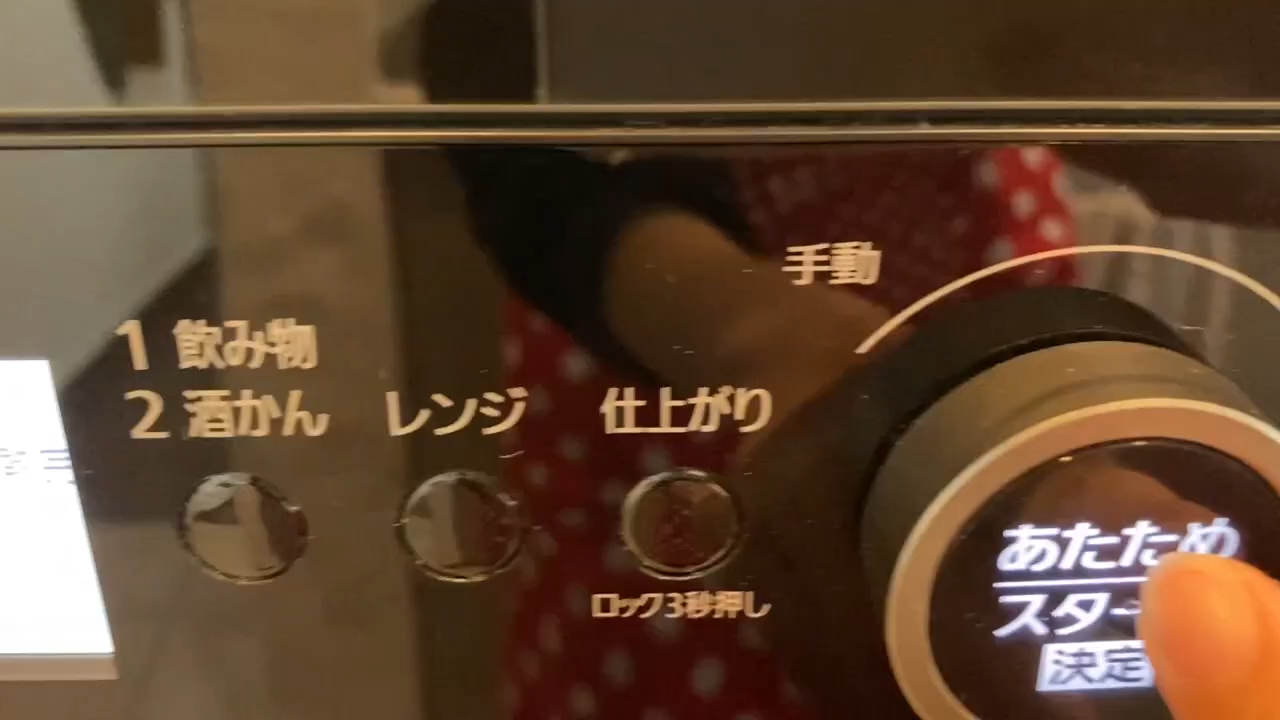 手動
1 飲み物
2 酒かん
レンジ
仕上がり
ロック3秒押し
あたため
スター
決定